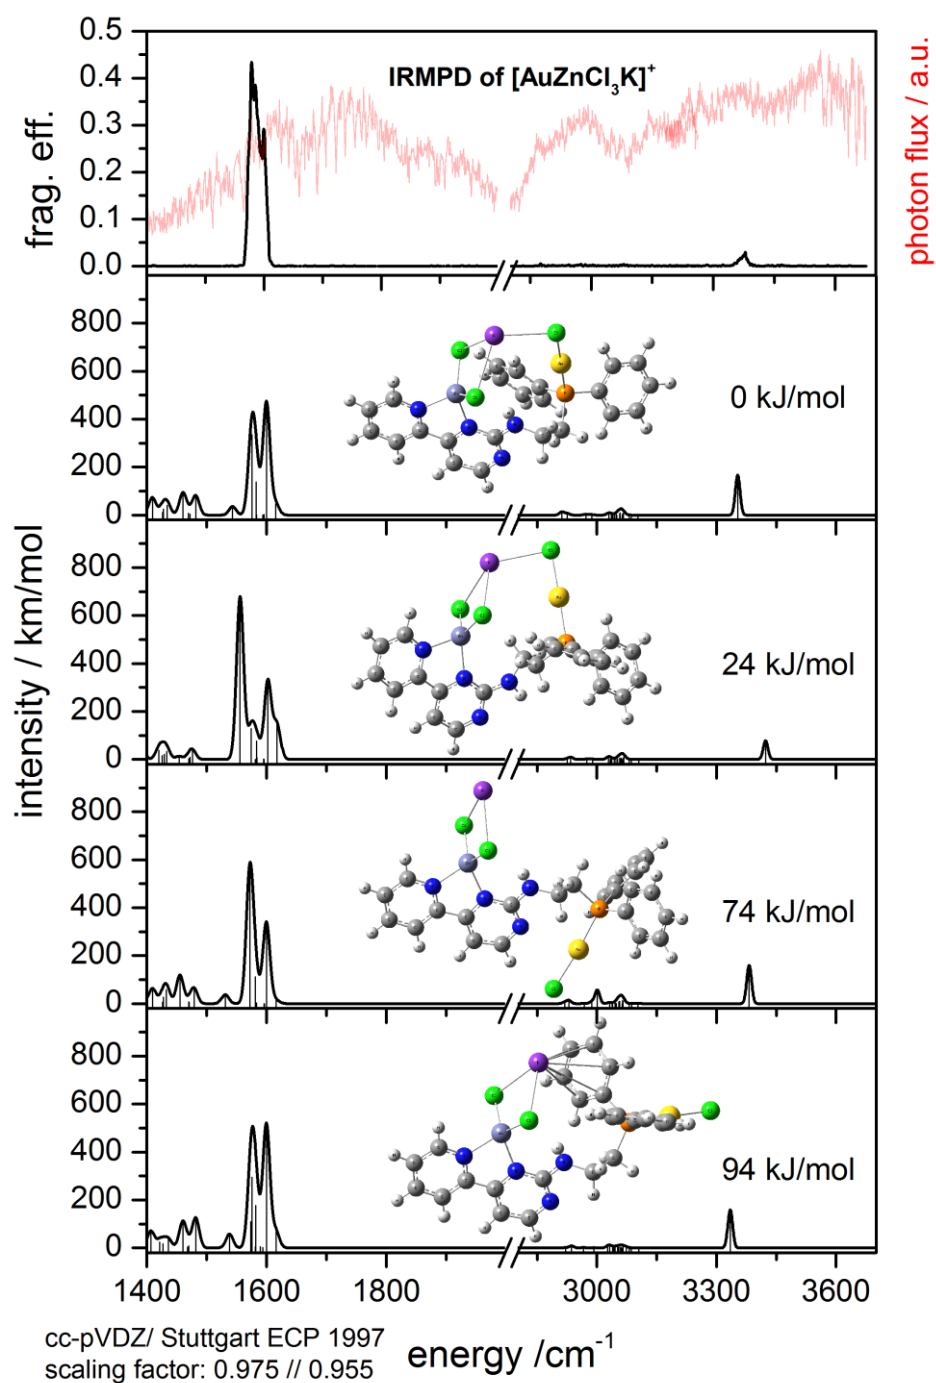 IRMPD of [AuZnCl₃K]⁺
frag. eff.
photon flux / a.u.
0.5
0.4
0.3
0.2
0.1
0.0
intensity / km/mol
800
600
400
200
0
0 kJ/mol
800
600
400
200
0
24 kJ/mol
800
600
400
200
0
74 kJ/mol
800
600
400
200
0
94 kJ/mol
1400 1600 1800 3000 3300 3600
energy /cm⁻¹
cc-pVDZ/ Stuttgart ECP 1997
scaling factor: 0.975 // 0.955